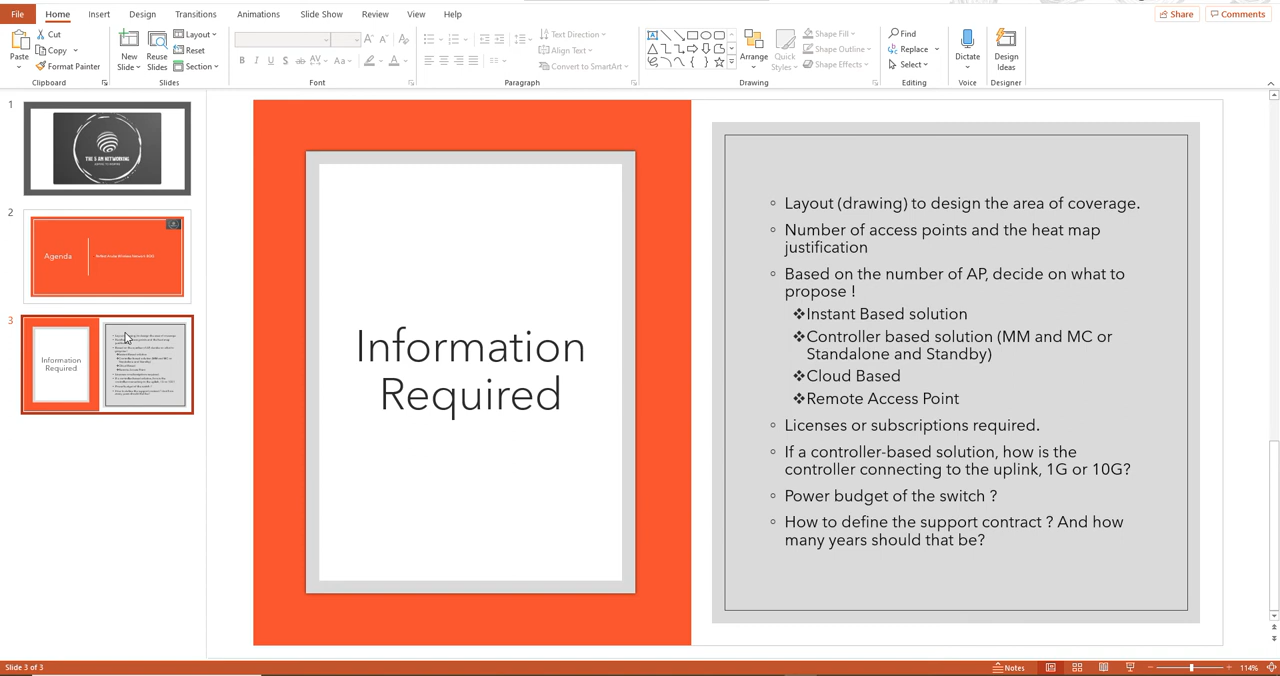 File
Home
Insert
Design
Transitions
Animations
Slide Show
Review
View
Help
Share
Comments
Paste
Cut
Copy
Format Painter
Clipboard
New
Slide
Reuse
Slides
Layout
Reset
Section
Slides
B I U S ab AV Aa A
Font
Text Direction
Align Text
Convert to SmartArt
Paragraph
Arrange
Quick
Styles
Shape Fill
Shape Outline
Shape Effects
Drawing
Find
Replace
Select
Editing
Dictate
Voice
Design
Ideas
Designer
1
THE 5 AM NETWORKING
2
Agenda
3
Information
Required
Information
Required
Layout (drawing) to design the area of coverage.
Number of access points and the heat map
justification
Based on the number of AP, decide on what to
propose !
❖Instant Based solution
❖Controller based solution (MM and MC or
Standalone and Standby)
❖Cloud Based
❖Remote Access Point
Licenses or subscriptions required.
If a controller-based solution, how is the
controller connecting to the uplink, 1G or 10G?
Power budget of the switch ?
How to define the support contract ? And how
many years should that be?
Slide 3 of 3
Notes
114%